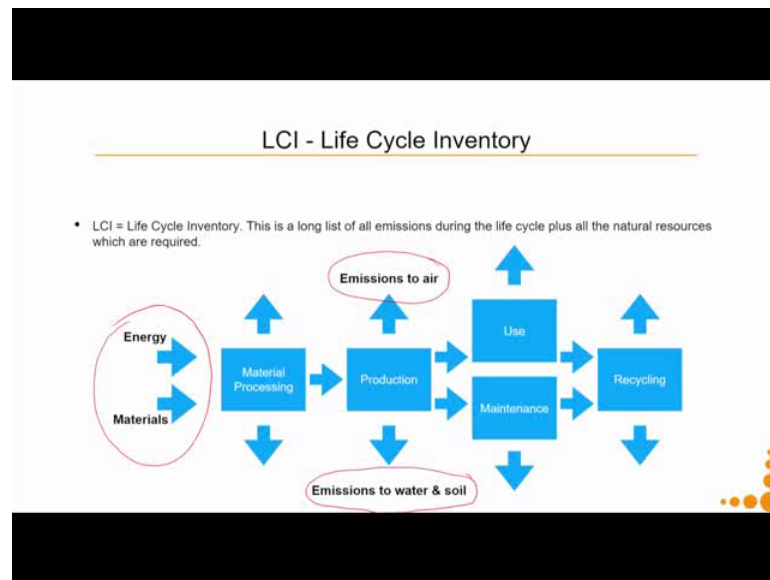 LCI - Life Cycle Inventory
• LCI = Life Cycle Inventory. This is a long list of all emissions during the life cycle plus all the natural resources
which are required.
Emissions to air
Energy
Materials
Material
Processing
Production
Use
Maintenance
Recycling
Emissions to water & soil